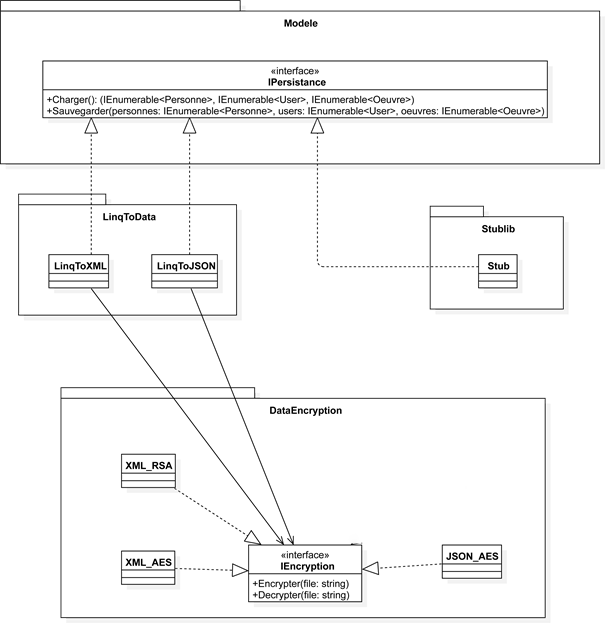 Modele
«interface»
IPersistance
+Charger(): (IEnumerable<Personne>, IEnumerable<User>, IEnumerable<Oeuvre>)
+Sauvegarder(personnes: IEnumerable<Personne>, users: IEnumerable<User>, oeuvres: IEnumerable<Oeuvre>)
LinqToData
LinqToXML
LinqToJSON
Stublib
Stub
DataEncryption
XML_RSA
XML_AES
«interface»
IEncryption
+Encrypter(file: string)
+Decrypter(file: string)
JSON_AES